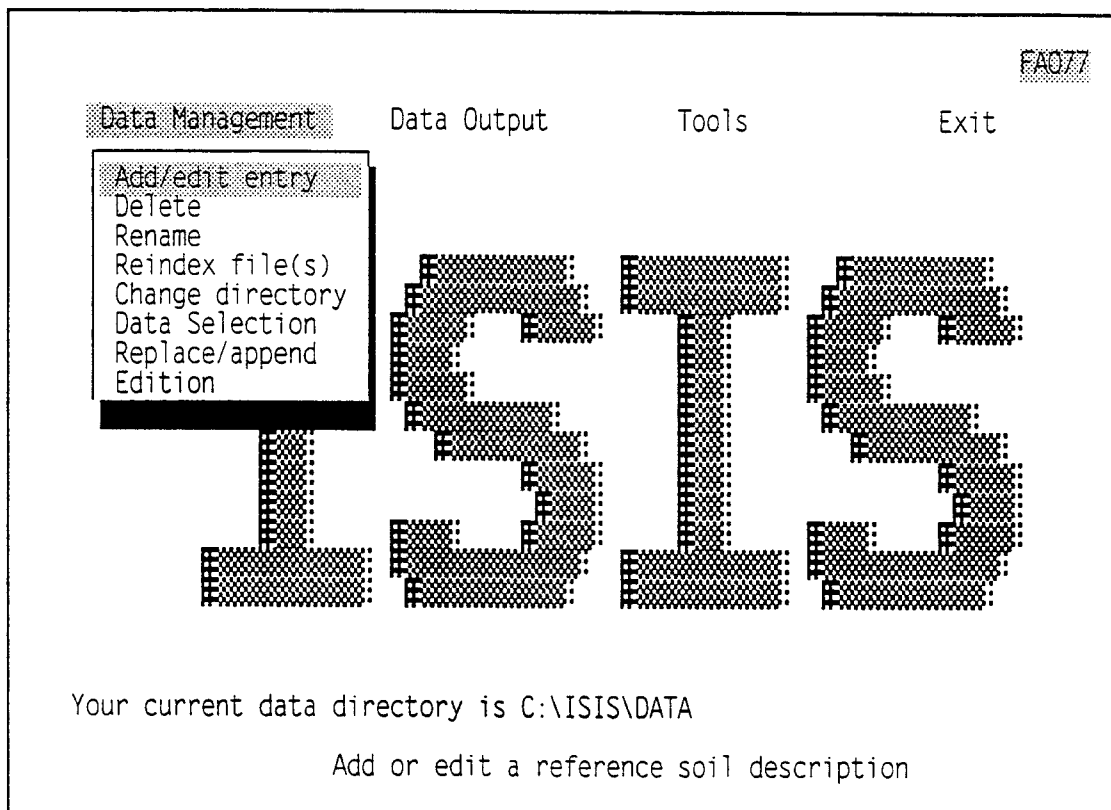 FAO77
Data Management Data Output Tools Exit
Add/edit entry
Delete
Rename
Reindex file(s)
Change directory
Data Selection
Replace/append
Edition
ISIS
Your current data directory is C:\ISIS\DATA
Add or edit a reference soil description